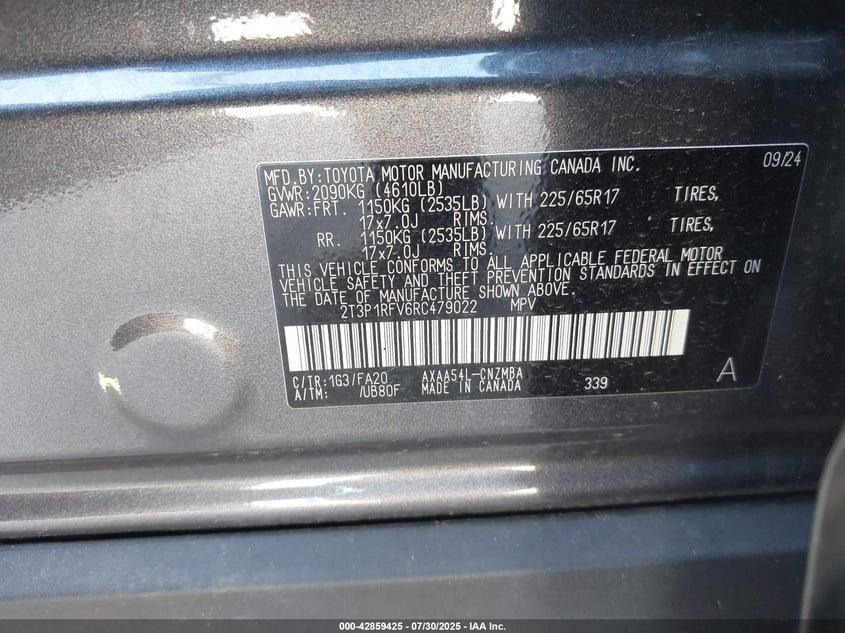 MFD.BY:TOYOTA MOTOR MANUFACTURING CANADA INC. 09/24
GVWR:2090KG (4610LB)
GAWR:FRT. 1150KG (2535LB) WITH 225/65R17 TIRES,
17x7.0J RIMS.
RR. 1150KG (2535LB) WITH 225/65R17 TIRES,
17x7.0J RIMS.
THIS VEHICLE CONFORMS TO ALL APPLICABLE FEDERAL MOTOR
VEHICLE SAFETY AND THEFT PREVENTION STANDARDS IN EFFECT ON
THE DATE OF MANUFACTURE SHOWN ABOVE.
2T3P1RFV6RC479022 MPV
C/TR:1G3/FA20 AXAA54L-CNZMBA
A/TM: /UB80F MADE IN CANADA 339 A
000-42859425 - 07/30/2025 - IAA Inc.